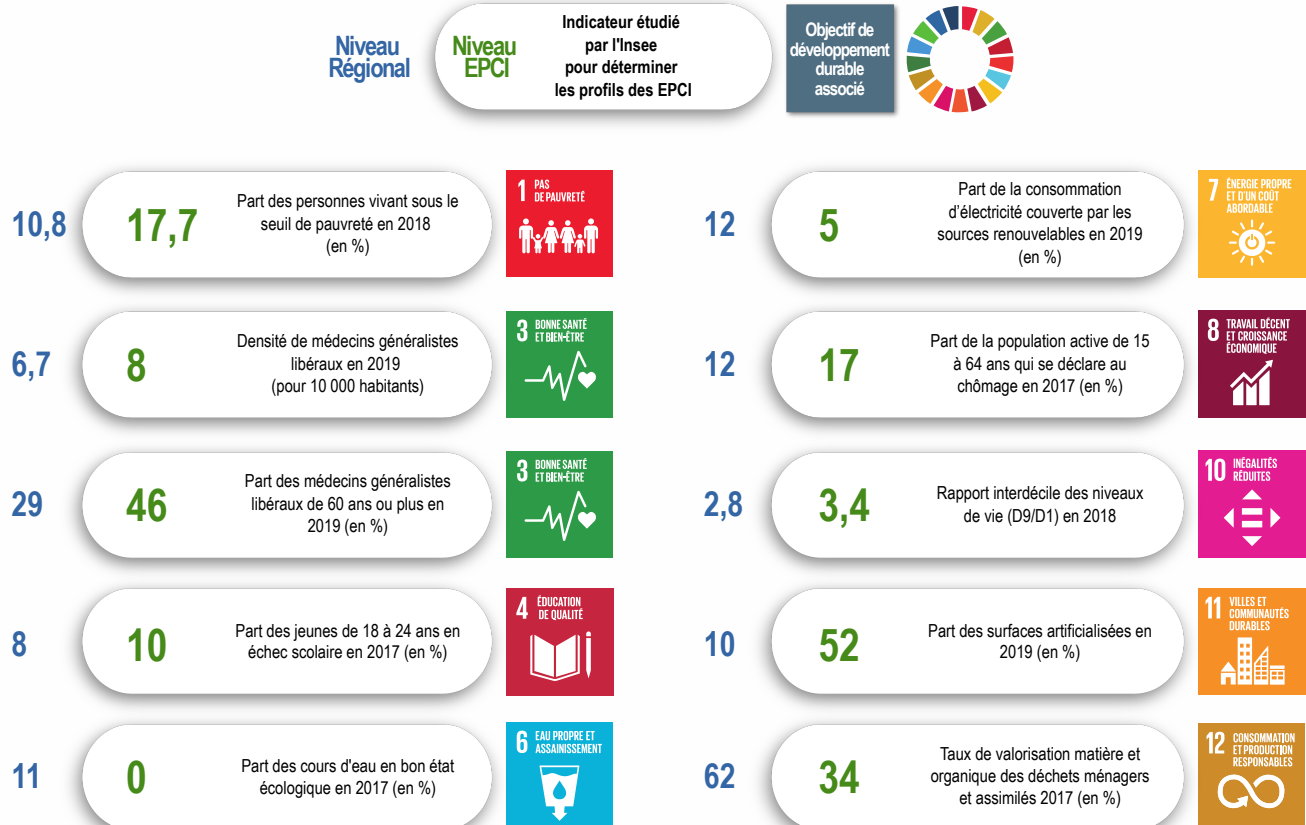 Niveau
Régional
Niveau
EPCI
Indicateur étudié
par l'Insee
pour déterminer
les profils des EPCI
Objectif de
développement
durable
associé
10,8
17,7
Part des personnes vivant sous le
seuil de pauvreté en 2018
(en %)
1 PAS
DE PAUVRETÉ
6,7
8
Densité de médecins généralistes
libéraux en 2019
(pour 10 000 habitants)
3 BONNE SANTÉ
ET BIEN-ÊTRE
29
46
Part des médecins généralistes
libéraux de 60 ans ou plus en
2019 (en %)
3 BONNE SANTÉ
ET BIEN-ÊTRE
8
10
Part des jeunes de 18 à 24 ans en
échec scolaire en 2017 (en %)
4 ÉDUCATION
DE QUALITÉ
11
0
Part des cours d'eau en bon état
écologique en 2017 (en %)
6 EAU PROPRE ET
ASSAINISSEMENT
12
5
Part de la consommation
d'électricité couverte par les
sources renouvelables en 2019
(en %)
7 ÉNERGIE PROPRE
ET D'UN COÛT
ABORDABLE
12
17
Part de la population active de 15
à 64 ans qui se déclare au
chômage en 2017 (en %)
8 TRAVAIL DÉCENT
ET CROISSANCE
ÉCONOMIQUE
2,8
3,4
Rapport interdécile des niveaux
de vie (D9/D1) en 2018
10 INÉGALITÉS
RÉDUITES
10
52
Part des surfaces artificialisées en
2019 (en %)
11 VILLES ET
COMMUNAUTÉS
DURABLES
62
34
Taux de valorisation matière et
organique des déchets ménagers
et assimilés 2017 (en %)
12 CONSOMMATION
ET PRODUCTION
RESPONSABLES